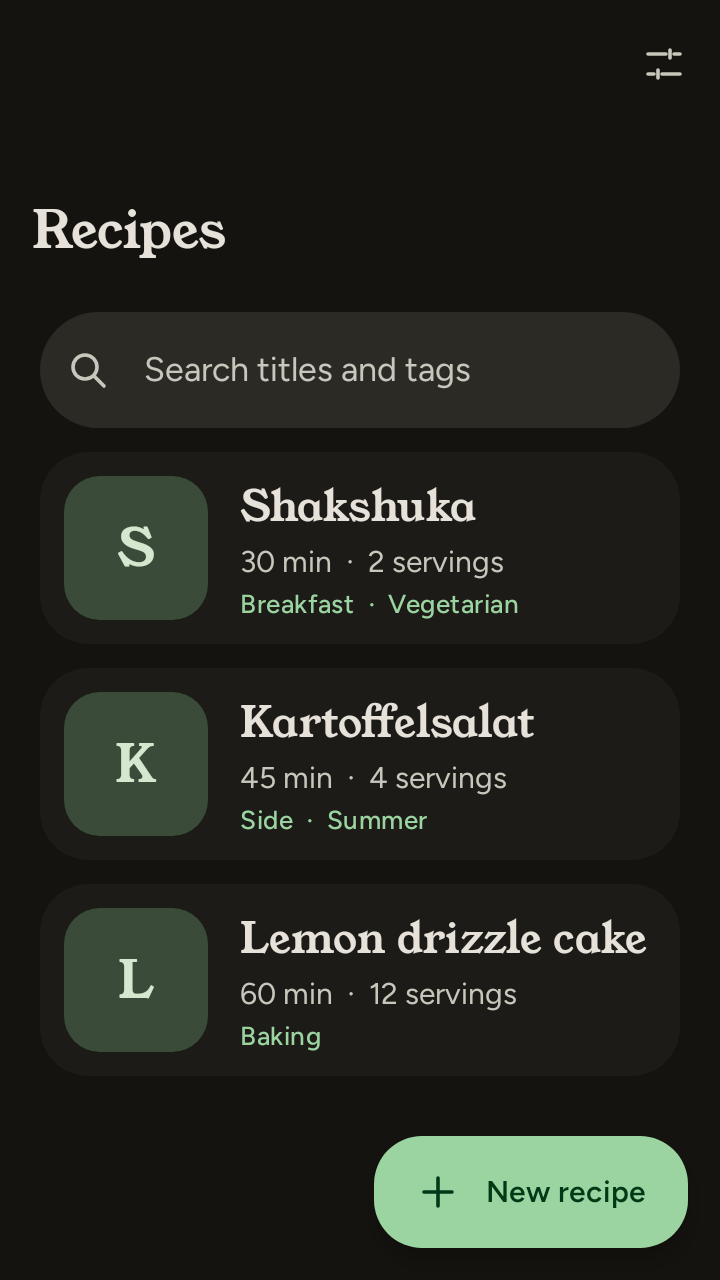 Recipes
Search titles and tags
S
Shakshuka
30 min · 2 servings
Breakfast · Vegetarian
K
Kartoffelsalat
45 min · 4 servings
Side · Summer
L
Lemon drizzle cake
60 min · 12 servings
Baking
New recipe